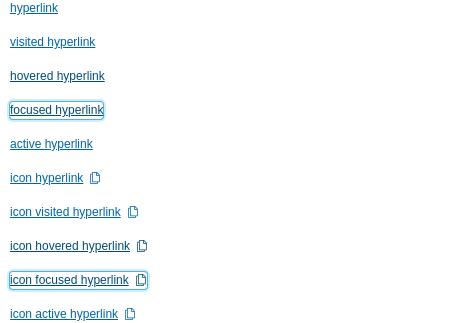 hyperlink
visited hyperlink
hovered hyperlink
focused hyperlink
active hyperlink
icon hyperlink
icon visited hyperlink
icon hovered hyperlink
icon focused hyperlink
icon active hyperlink